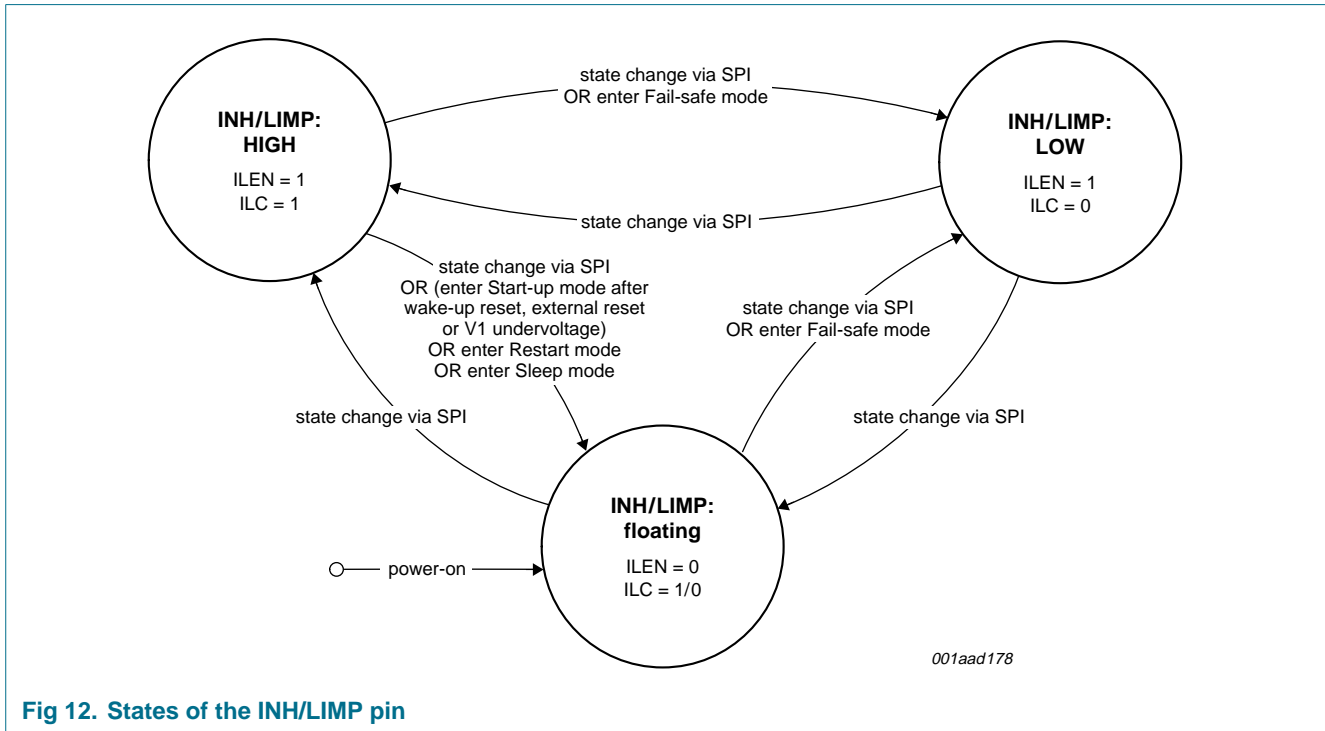 state change via SPI
OR enter Fail-safe mode
INH/LIMP:
HIGH
ILEN = 1
ILC = 1
INH/LIMP:
LOW
ILEN = 1
ILC = 0
state change via SPI
state change via SPI
OR (enter Start-up mode after
wake-up reset, external reset
or V1 undervoltage)
OR enter Restart mode
OR enter Sleep mode
state change via SPI
OR enter Fail-safe mode
state change via SPI
state change via SPI
INH/LIMP:
floating
ILEN = 0
ILC = 1/0
power-on
001aad178
Fig 12. States of the INH/LIMP pin